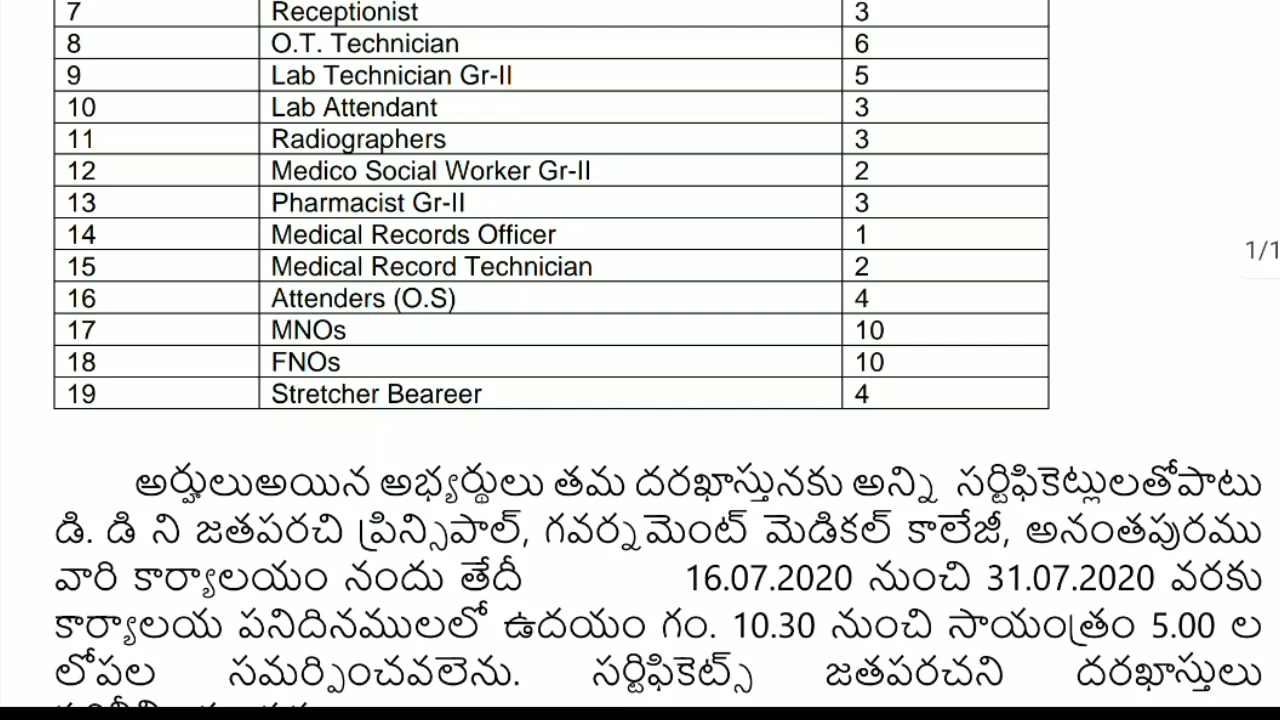 7 Receptionist 3
8 O.T. Technician 6
9 Lab Technician Gr-II 5
10 Lab Attendant 3
11 Radiographers 3
12 Medico Social Worker Gr-II 2
13 Pharmacist Gr-II 3
14 Medical Records Officer 1
15 Medical Record Technician 2
16 Attenders (O.S) 4
17 MNOs 10
18 FNOs 10
19 Stretcher Beareer 4
1/1
అర్హులుఅయిన అభ్యర్థులు తమ దరఖాస్తునకు అన్ని సర్టిఫికెట్లులతోపాటు
డి. డి ని జతపరచి ప్రిన్సిపాల్, గవర్నమెంట్ మెడికల్ కాలేజీ, అనంతపురము
వారి కార్యాలయం నందు తేదీ 16.07.2020 నుంచి 31.07.2020 వరకు
కార్యాలయ పనిదినములలో ఉదయం గం. 10.30 నుంచి సాయంత్రం 5.00 ల
లోపల సమర్పించవలెను. సర్టిఫికెట్స్ జతపరచని దరఖాస్తులు